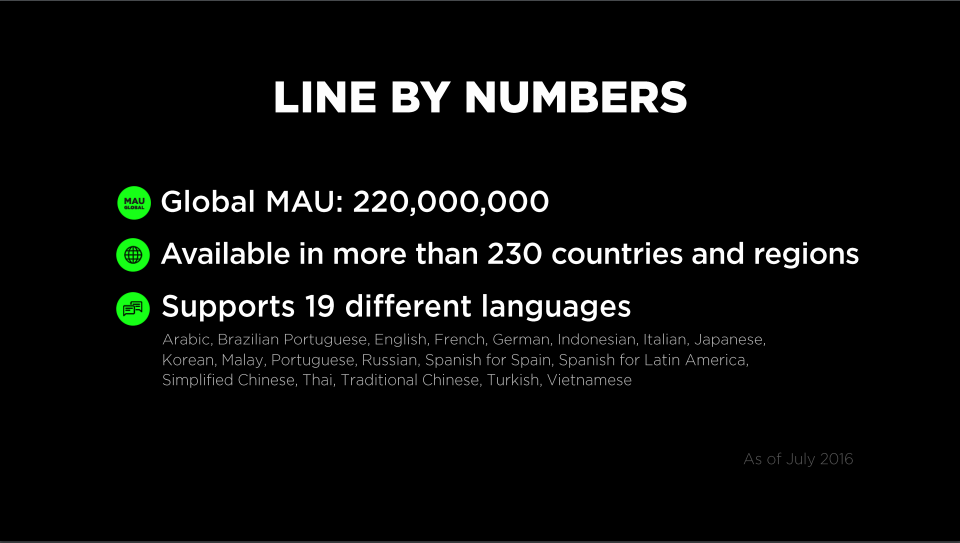 LINE BY NUMBERS
MAU
GLOBAL
Global MAU: 220,000,000
Available in more than 230 countries and regions
Supports 19 different languages
Arabic, Brazilian Portuguese, English, French, German, Indonesian, Italian, Japanese,
Korean, Malay, Portuguese, Russian, Spanish for Spain, Spanish for Latin America,
Simplified Chinese, Thai, Traditional Chinese, Turkish, Vietnamese
As of July 2016